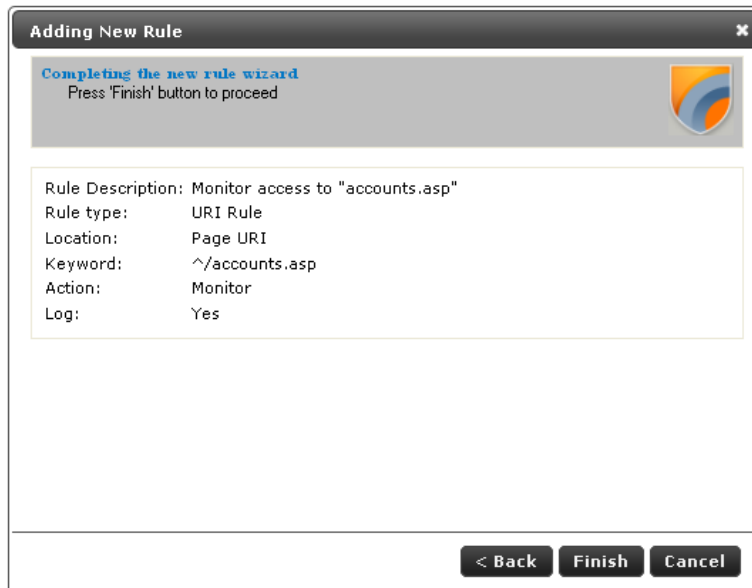 Adding New Rule
Completing the new rule wizard
Press 'Finish' button to proceed
Rule Description: Monitor access to "accounts.asp"
Rule type: URI Rule
Location: Page URI
Keyword: ^/accounts.asp
Action: Monitor
Log: Yes
< Back Finish Cancel